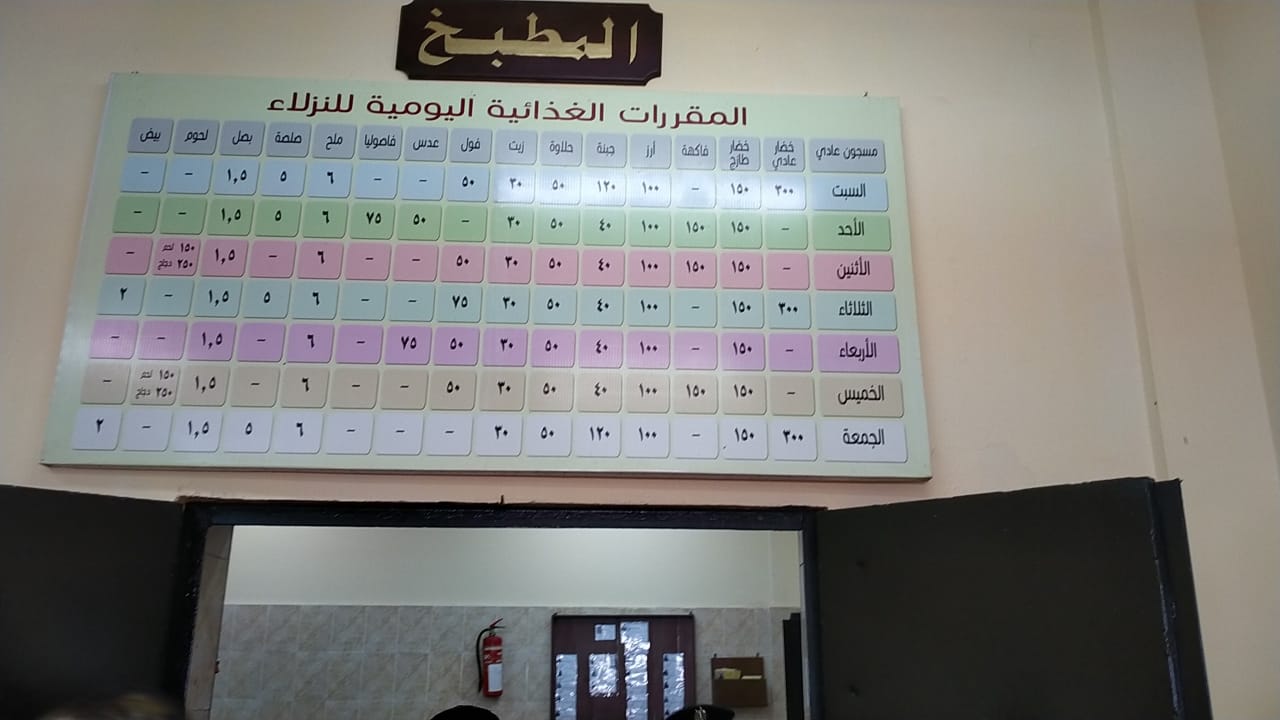 المطبخ
المقررات الغذائية اليومية للنزلاء
مسجون عادي خضار عادي خضار طازج فاكهة أرز جبنة حلاوة زيت فول عدس فاصوليا ملح صلصة بصل لحوم بيض
السبت ٣٠٠ ١٥٠ - ١٠٠ ١٢٠ ٥٠ ٣٠ ٥٠ - - ٦ ٥ ١,٥ - -
الأحد - ١٥٠ ١٥٠ ١٠٠ ٤٠ ٥٠ ٣٠ - ٥٠ ٧٥ ٦ ٥ ١,٥ - -
الأثنين - ١٥٠ ١٥٠ ١٠٠ ٤٠ ٥٠ ٣٠ ٥٠ - - ٦ - ١,٥ ١٥٠ لحم ٢٥٠ دجاج -
الثلاثاء ٣٠٠ ١٥٠ - ١٠٠ ٤٠ ٥٠ ٣٠ ٧٥ - - ٦ ٥ ١,٥ - ٢
الأربعاء - ١٥٠ - ١٠٠ ٤٠ ٥٠ ٣٠ ٥٠ ٧٥ - ٦ - ١,٥ - -
الخميس - ١٥٠ ١٥٠ ١٠٠ ٤٠ ٥٠ ٣٠ ٥٠ - - ٦ - ١,٥ ١٥٠ لحم ٢٥٠ دجاج -
الجمعة ٣٠٠ ١٥٠ - ١٠٠ ١٢٠ ٥٠ ٣٠ - - - ٦ ٥ ١,٥ - ٢